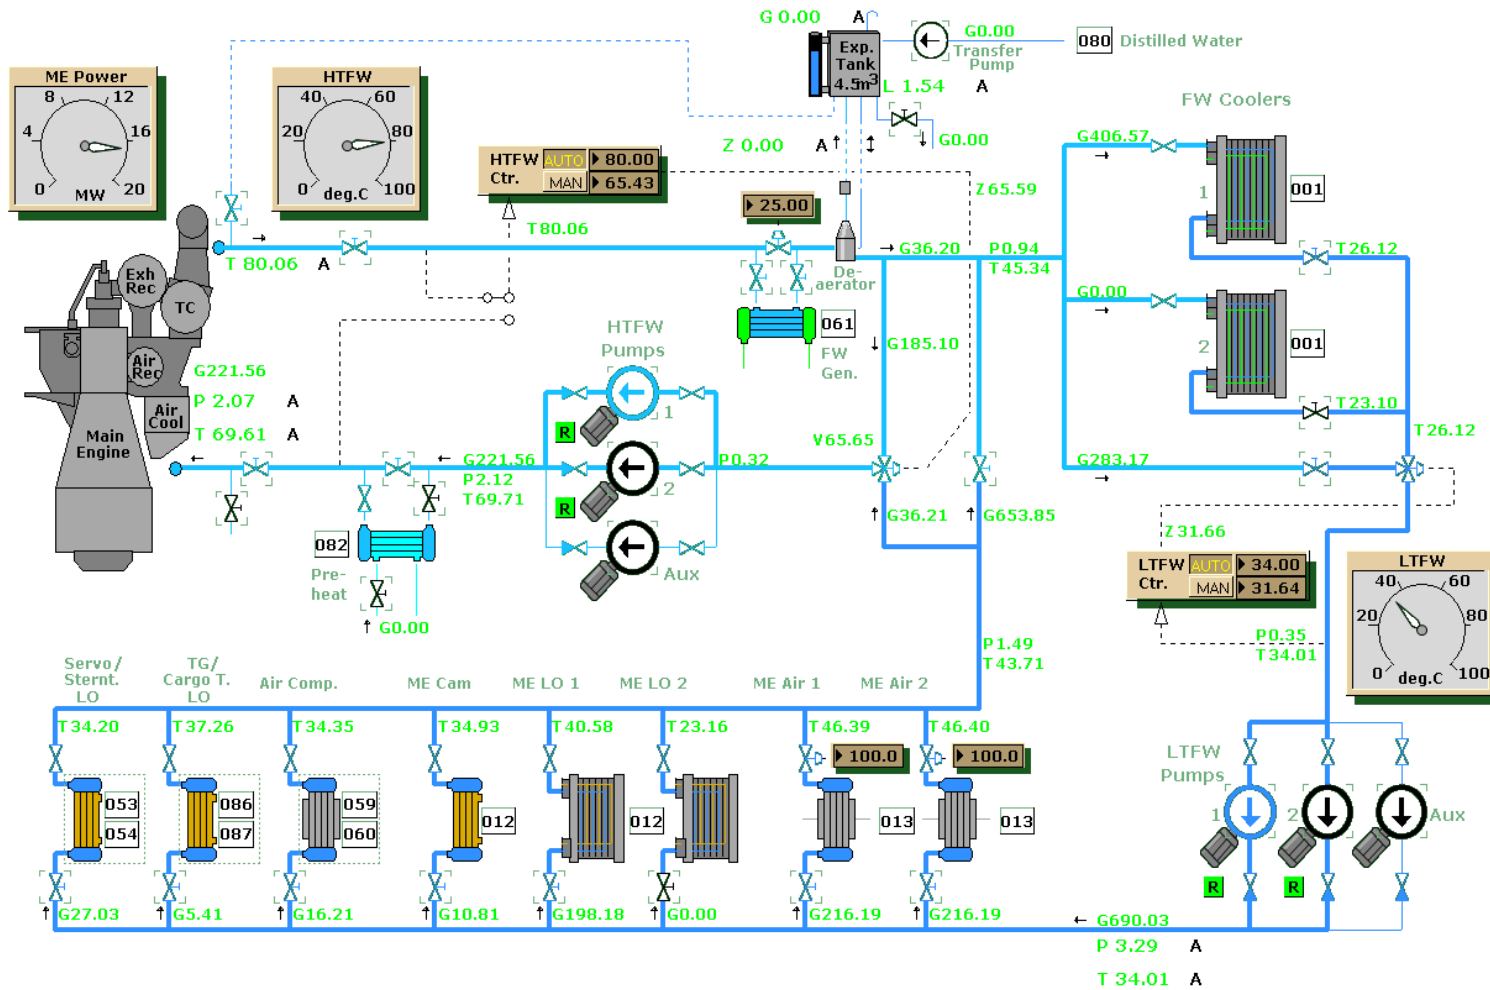 G 0.00 A
G0.00
Transfer
Pump
080 Distilled Water
Exp.
Tank
4.5m3
L 1.54 A
G0.00
Z 0.00 A
ME Power
8 12
4 16
0 20
MW
HTFW
40 60
20 80
0 100
deg.C
HTFW AUTO 80.00
Ctr. MAN 65.43
T80.06
25.00
Z65.59
FW Coolers
G406.57
1 001
T26.12
G0.00
2 001
T23.10
T26.12
G283.17
T 80.06 A
G36.20 P0.94
T45.34
De-
aerator
061
FW
Gen.
G185.10
Exh
Rec
TC
Air
Rec
Air
Cool
Main
Engine
G221.56
P 2.07 A
T 69.61 A
HTFW
Pumps
1
R
2
R
Aux
G221.56
P2.12
T69.71
P0.32
V65.65
G36.21 G653.85
082
Pre-
heat
G0.00
Z31.66
LTFW AUTO 34.00
Ctr. MAN 31.64
LTFW
40 60
20 80
0 100
deg.C
P0.35
T34.01
P1.49
T43.71
Servo/
Sternt.
LO
TG/
Cargo T.
LO
Air Comp. ME Cam ME LO 1 ME LO 2 ME Air 1 ME Air 2
T34.20 T37.26 T34.35 T34.93 T40.58 T23.16 T46.39 T46.40
100.0 100.0
053 086 059
054 087 060
012 012 013 013
G27.03 G5.41 G16.21 G10.81 G198.18 G0.00 G216.19 G216.19
LTFW
Pumps
1 2 Aux
R R
G690.03
P 3.29 A
T 34.01 A